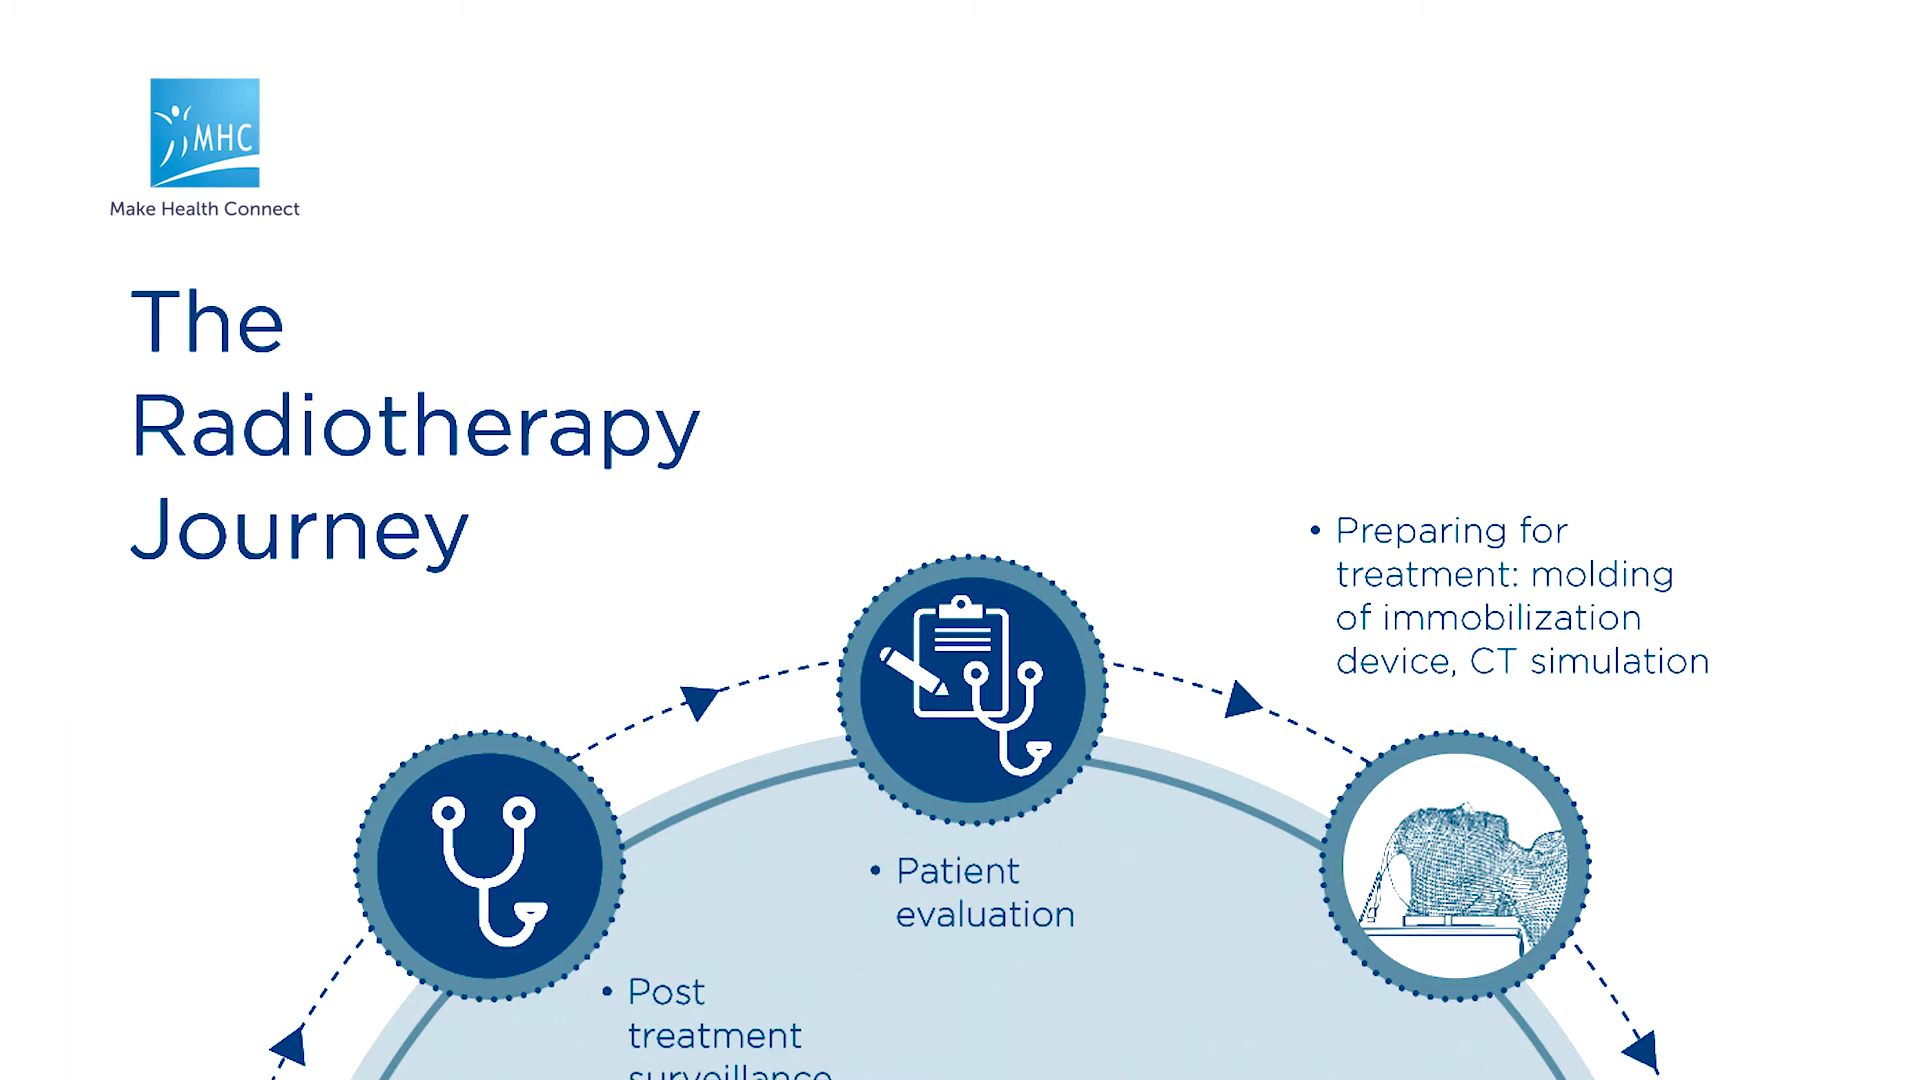 MHC
Make Health Connect
The
Radiotherapy
Journey
• Preparing for
treatment: molding
of immobilization
device, CT simulation
• Patient
evaluation
• Post
treatment
surveillance